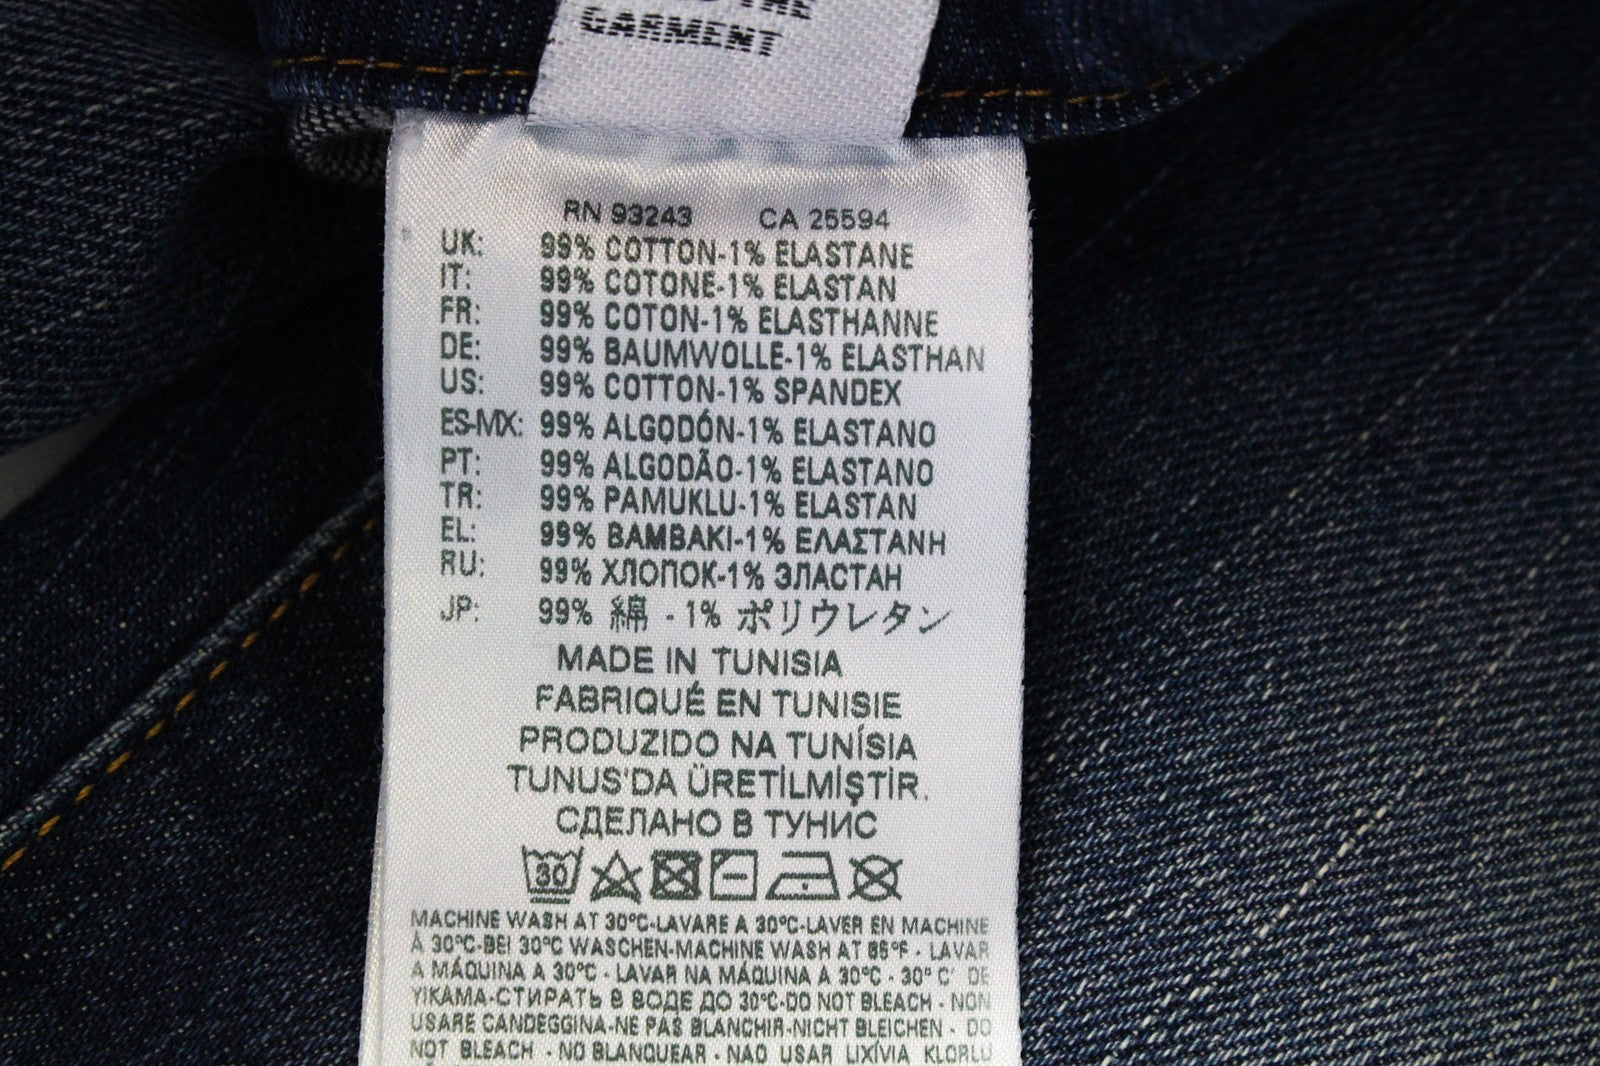 THE
GARMENT
RN 93243 CA 25594
UK: 99% COTTON-1% ELASTANE
IT: 99% COTONE-1% ELASTAN
FR: 99% COTON-1% ELASTHANNE
DE: 99% BAUMWOLLE-1% ELASTHAN
US: 99% COTTON-1% SPANDEX
ES-MX: 99% ALGODÓN-1% ELASTANO
PT: 99% ALGODÃO-1% ELASTANO
TR: 99% PAMUKLU-1% ELASTAN
EL: 99% ΒΑΜΒΑΚΙ-1% ΕΛΑΣΤΑΝΗ
RU: 99% ХЛОПОК-1% ЭЛАСТАН
JP: 99% 綿 - 1% ポリウレタン
MADE IN TUNISIA
FABRIQUÉ EN TUNISIE
PRODUZIDO NA TUNÍSIA
TUNUS'DA ÜRETİLMİŞTİR.
СДЕЛАНО В ТУНИС
30
MACHINE WASH AT 30°C-LAVARE A 30°C-LAVER EN MACHINE
À 30°C-BEI 30°C WASCHEN-MACHINE WASH AT 85°F - LAVAR
A MÁQUINA A 30°C - LAVAR NA MÁQUINA A 30°C - 30° C' DE
YIKAMA-СТИРАТЬ В ВОДЕ ДО 30°C-DO NOT BLEACH - NON
USARE CANDEGGINA-NE PAS BLANCHIR-NICHT BLEICHEN - DO
NOT BLEACH - NO BLANQUEAR - NAO USAR LIXÍVIA KLORLU